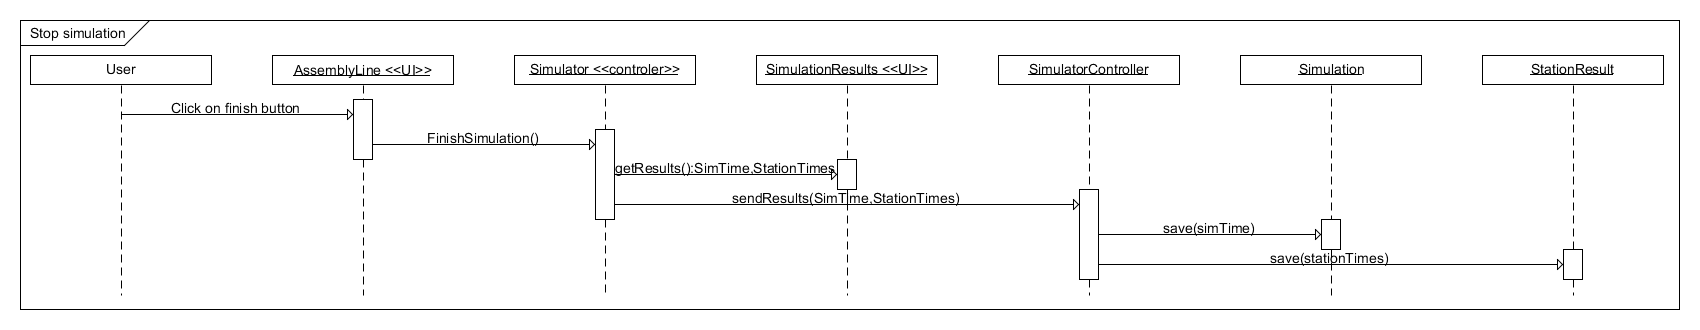 Stop simulation
User
AssemblyLine <<UI>>
Simulator <<controler>>
SimulationResults <<UI>>
SimulatorController
Simulation
StationResult
Click on finish button
FinishSimulation()
getResults():SimTime,StationTimes
sendResults(SimTime,StationTimes)
save(simTime)
save(stationTimes)